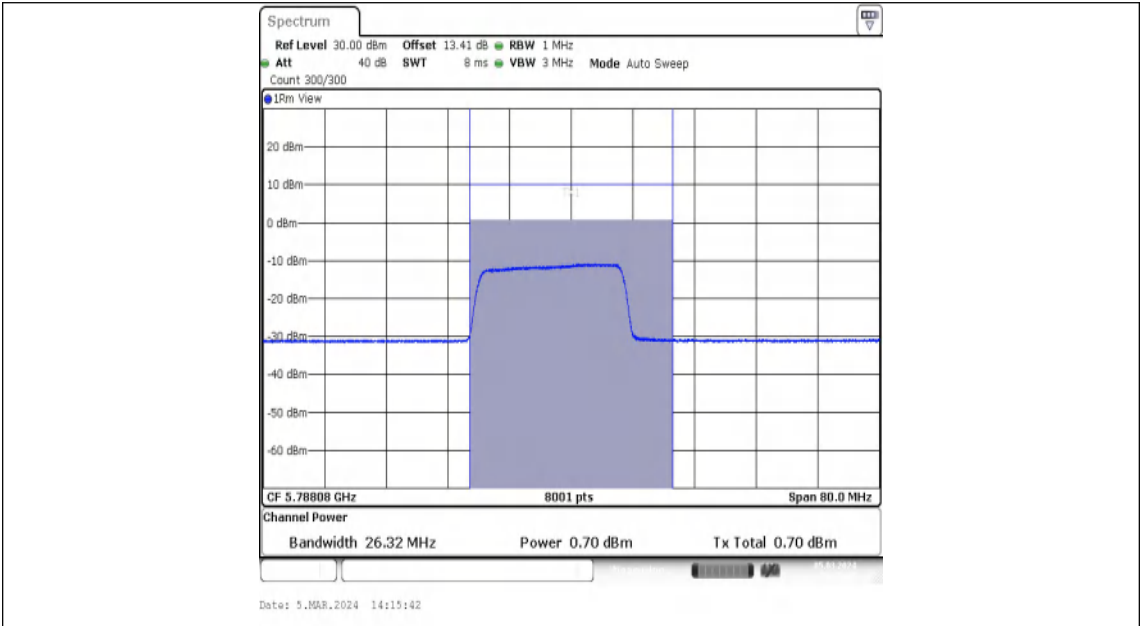 Spectrum
Ref Level 30.00 dBm Offset 13.41 dB RBW 1 MHz
Att 40 dB SWT 8 ms VBW 3 MHz Mode Auto Sweep
Count 300/300
1Rm View
20 dBm
10 dBm
0 dBm
-10 dBm
-20 dBm
-30 dBm
-40 dBm
-50 dBm
-60 dBm
CF 5.78808 GHz 8001 pts Span 80.0 MHz
Channel Power
Bandwidth 26.32 MHz Power 0.70 dBm Tx Total 0.70 dBm
Date: 5.MAR.2024 14:15:42